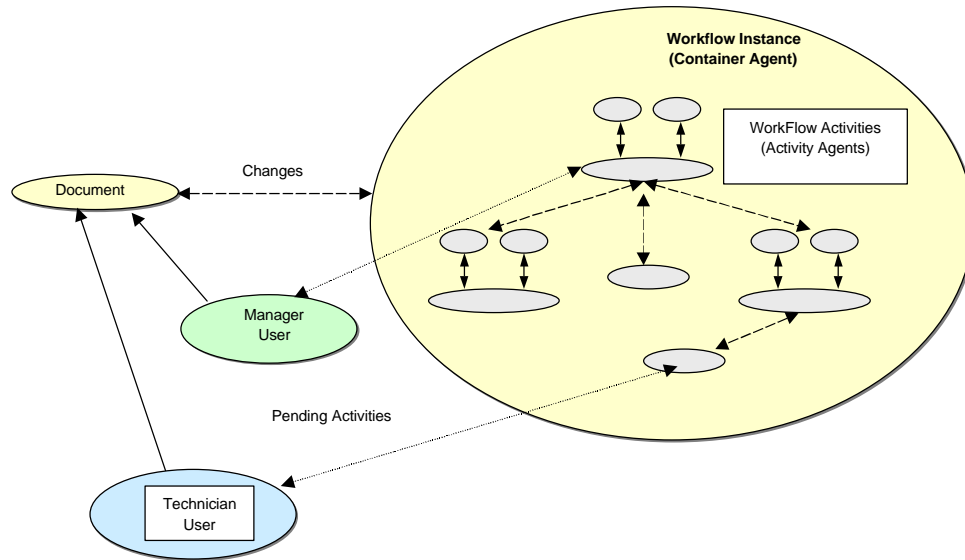 Workflow Instance
(Container Agent)
WorkFlow Activities
(Activity Agents)
Changes
Document
Manager
User
Pending Activities
Technician
User